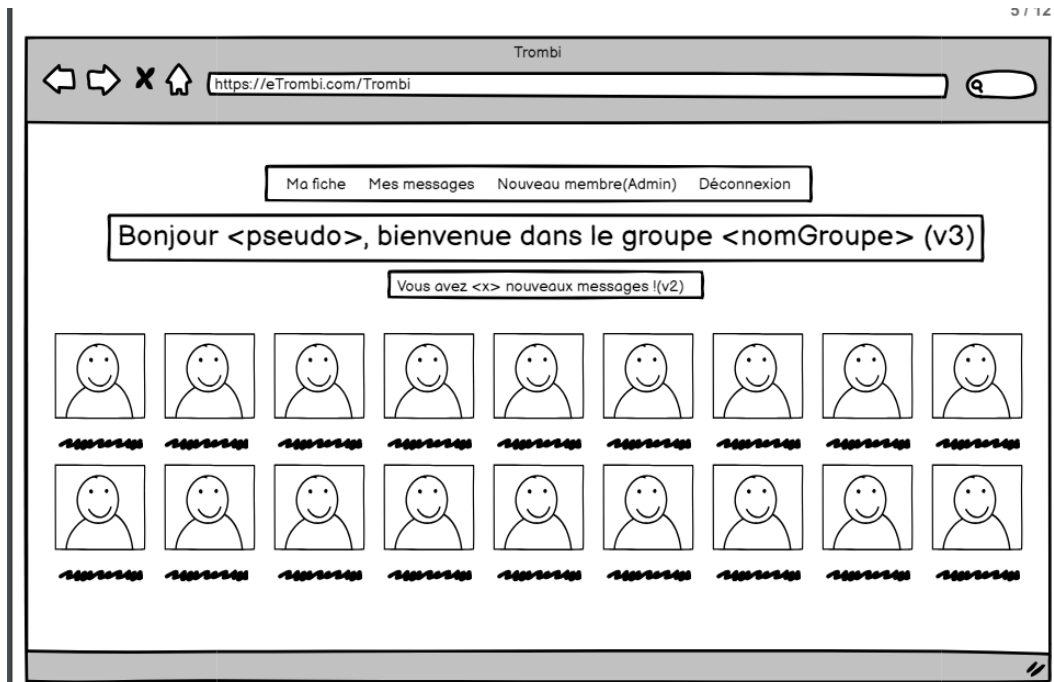 5 / 12
Trombi
https://eTrombi.com/Trombi
Ma fiche Mes messages Nouveau membre(Admin) Déconnexion
Bonjour <pseudo>, bienvenue dans le groupe <nomGroupe> (v3)
Vous avez <x> nouveaux messages !(v2)